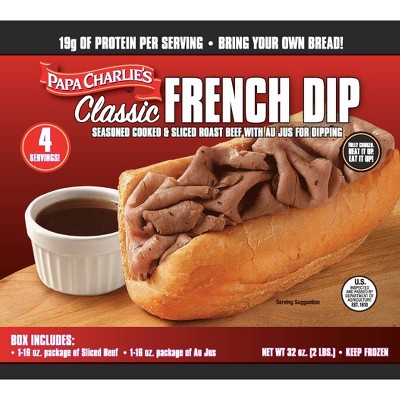 19g OF PROTEIN PER SERVING • BRING YOUR OWN BREAD!
PAPA CHARLIE'S
Classic FRENCH DIP
SEASONED COOKED & SLICED ROAST BEEF WITH AU JUS FOR DIPPING
4
SERVINGS!
FULLY COOKED.
HEAT IT UP.
EAT IT UP!
Serving Suggestion
U.S.
INSPECTED
AND PASSED BY
DEPARTMENT OF
AGRICULTURE
EST. 1910
BOX INCLUDES:
• 1-16 oz. package of Sliced Beef • 1-16 oz. package of Au Jus
NET WT 32 oz. (2 LBS.) • KEEP FROZEN